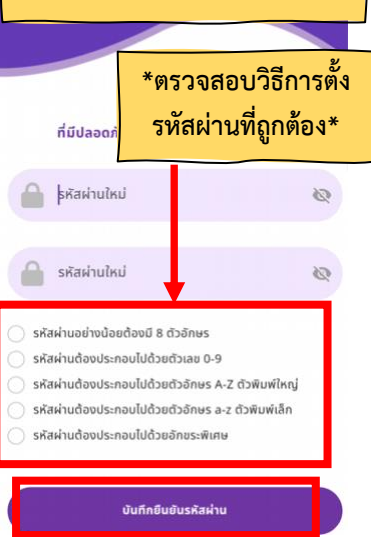 *ตรวจสอบวิธีการตั้ง
รหัสผ่านที่ถูกต้อง*
ที่มีปลอดภ
รหัสผ่านใหม่
รหัสผ่านใหม่
รหัสผ่านอย่างน้อยต้องมี 8 ตัวอักษร
รหัสผ่านต้องประกอบไปด้วยตัวเลข 0-9
รหัสผ่านต้องประกอบไปด้วยตัวอักษร A-Z ตัวพิมพ์ใหญ่
รหัสผ่านต้องประกอบไปด้วยตัวอักษร a-z ตัวพิมพ์เล็ก
รหัสผ่านต้องประกอบไปด้วยอักขระพิเศษ
บันทึกยืนยันรหัสผ่าน